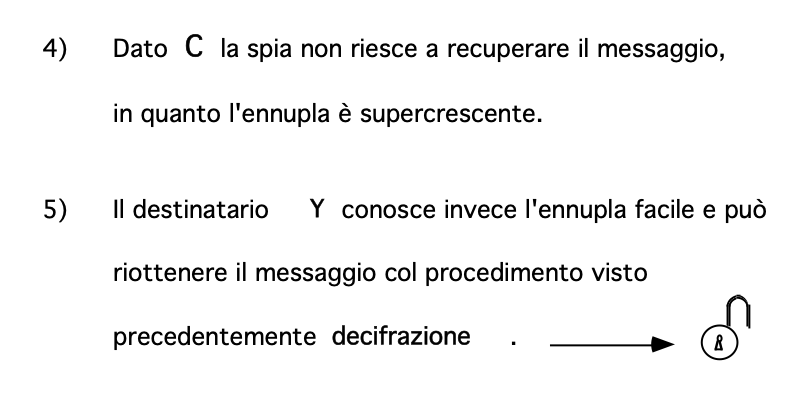 4) Dato C la spia non riesce a recuperare il messaggio,
in quanto l'ennupla è supercrescente.
5) Il destinatario Y conosce invece l'ennupla facile e può
riottenere il messaggio col procedimento visto
precedentemente decifrazione .